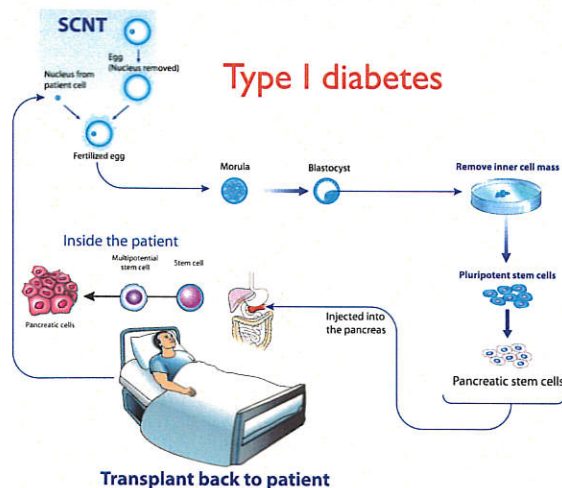 SCNT
Egg
(Nucleus removed)
Nucleus from
patient cell
Fertilized egg
Type I diabetes
Morula
Blastocyst
Remove inner cell mass
Pluripotent stem cells
Pancreatic stem cells
Injected into
the pancreas
Inside the patient
Multipotential
stem cell
Stem cell
Pancreatic cells
Transplant back to patient